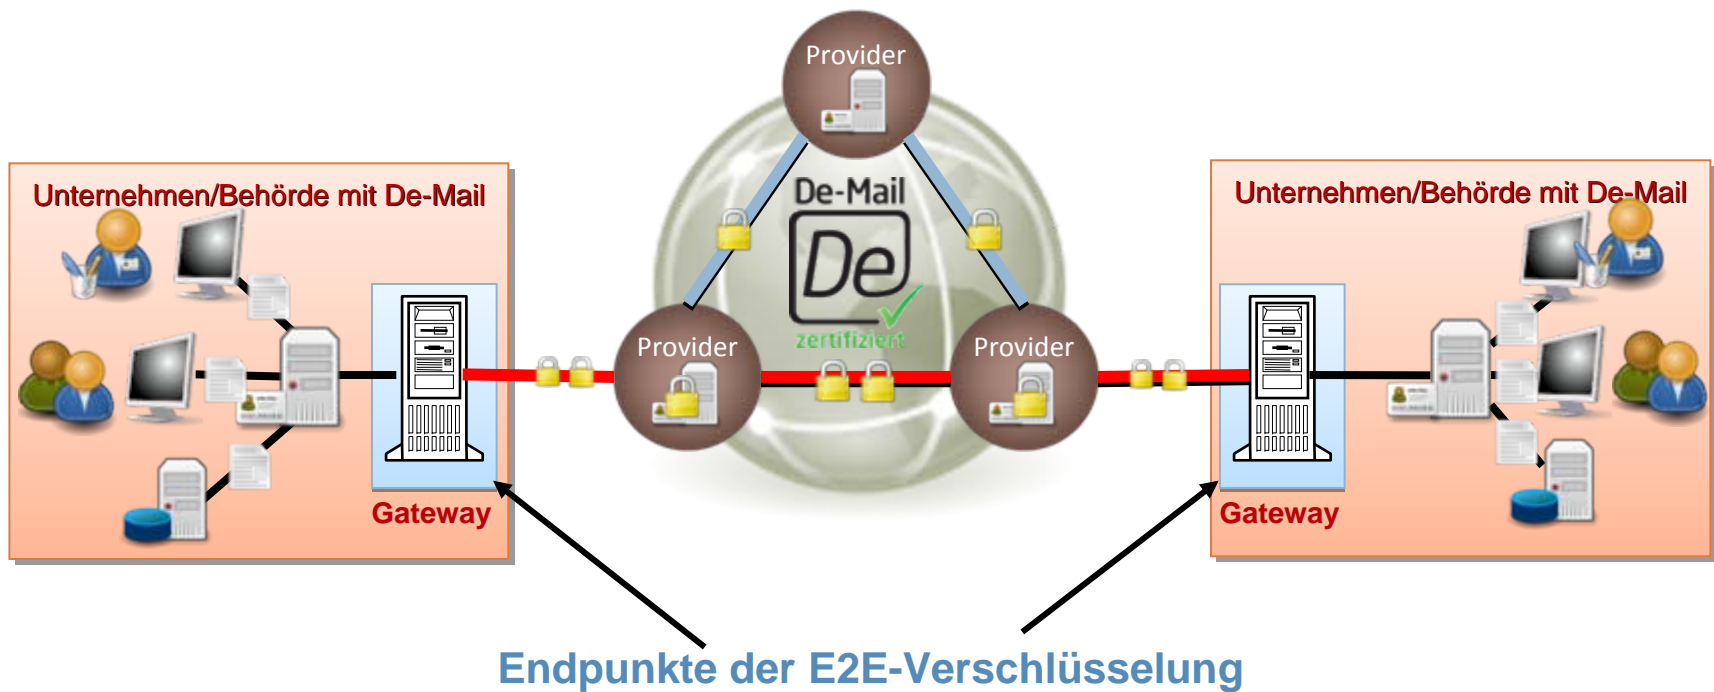 Provider
Unternehmen/Behörde mit De-Mail
Unternehmen/Behörde mit De-Mail
De-Mail
De
zertifiziert
Provider
Provider
Gateway
Gateway
Endpunkte der E2E-Verschlüsselung